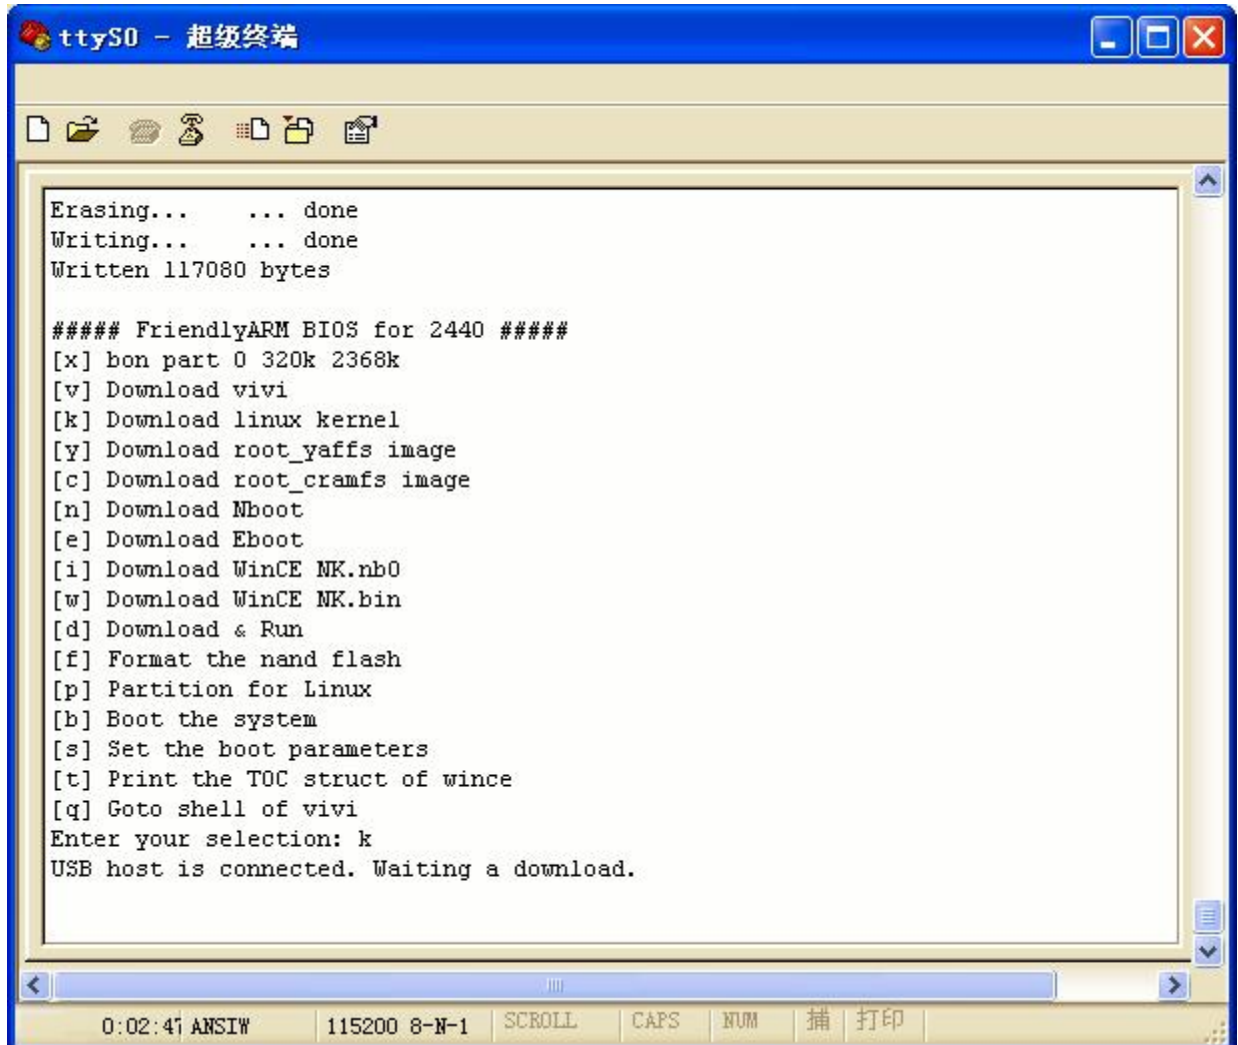 ttyS0 - 超级终端
Erasing...    ... done
Writing...    ... done
Written 117080 bytes
##### FriendlyARM BIOS for 2440 #####
[x] bon part 0 320k 2368k
[v] Download vivi
[k] Download linux kernel
[y] Download root_yaffs image
[c] Download root_cramfs image
[n] Download Nboot
[e] Download Eboot
[i] Download WinCE NK.nb0
[w] Download WinCE NK.bin
[d] Download & Run
[f] Format the nand flash
[p] Partition for Linux
[b] Boot the system
[s] Set the boot parameters
[t] Print the TOC struct of wince
[q] Goto shell of vivi
Enter your selection: k
USB host is connected. Waiting a download.
0:02:47 ANSIW 115200 8-N-1 SCROLL CAPS NUM 捕 打印